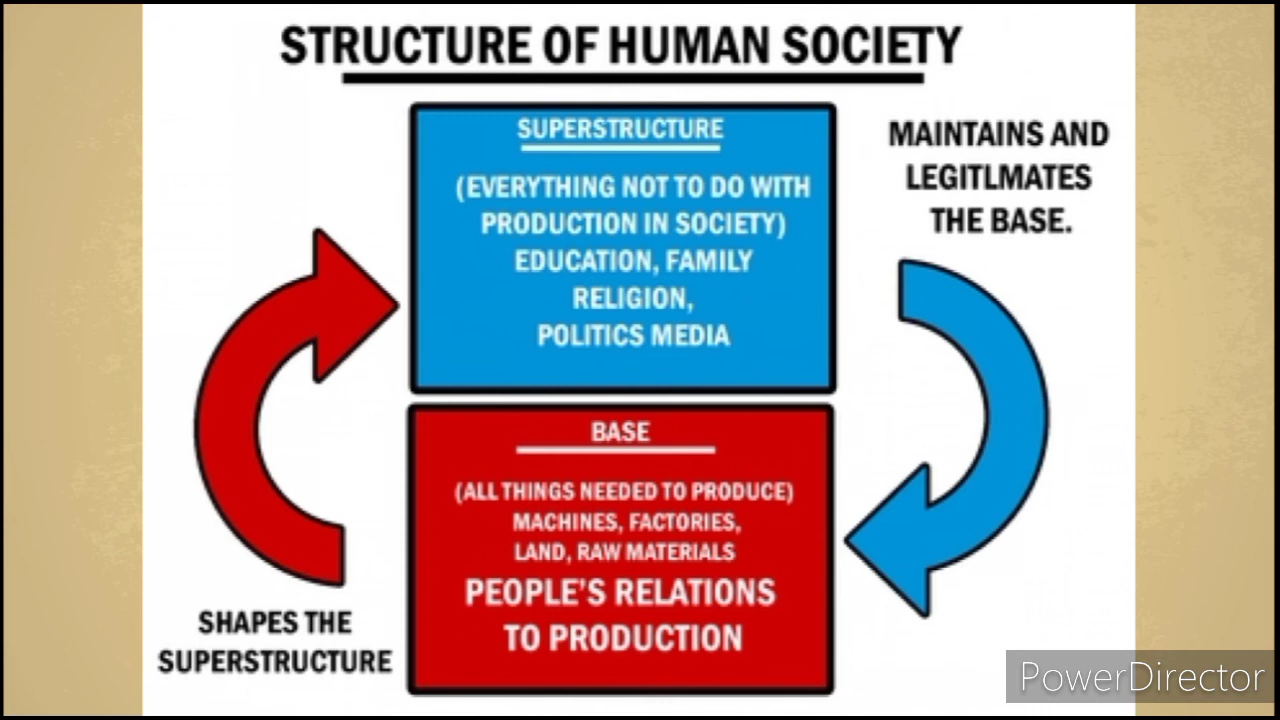 STRUCTURE OF HUMAN SOCIETY
SUPERSTRUCTURE
(EVERYTHING NOT TO DO WITH
PRODUCTION IN SOCIETY)
EDUCATION, FAMILY
RELIGION,
POLITICS MEDIA
MAINTAINS AND
LEGITLMATES
THE BASE.
BASE
(ALL THINGS NEEDED TO PRODUCE)
MACHINES, FACTORIES,
LAND, RAW MATERIALS
PEOPLE'S RELATIONS
TO PRODUCTION
SHAPES THE
SUPERSTRUCTURE
PowerDirector